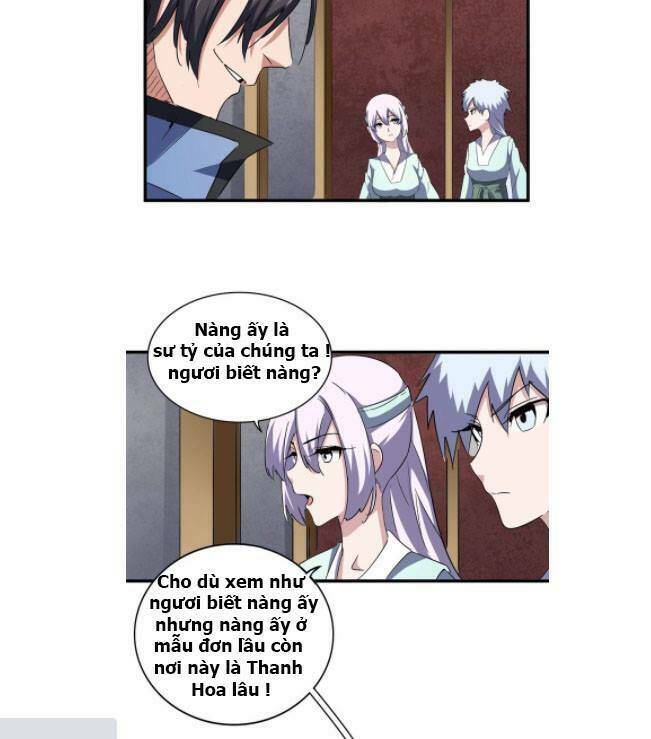 Nàng ấy là
sư tỷ của chúng ta !
ngươi biết nàng?
Cho dù xem như
ngươi biết nàng ấy
nhưng nàng ấy ở
mẫu đơn lầu còn
nơi này là Thanh
Hoa lâu !